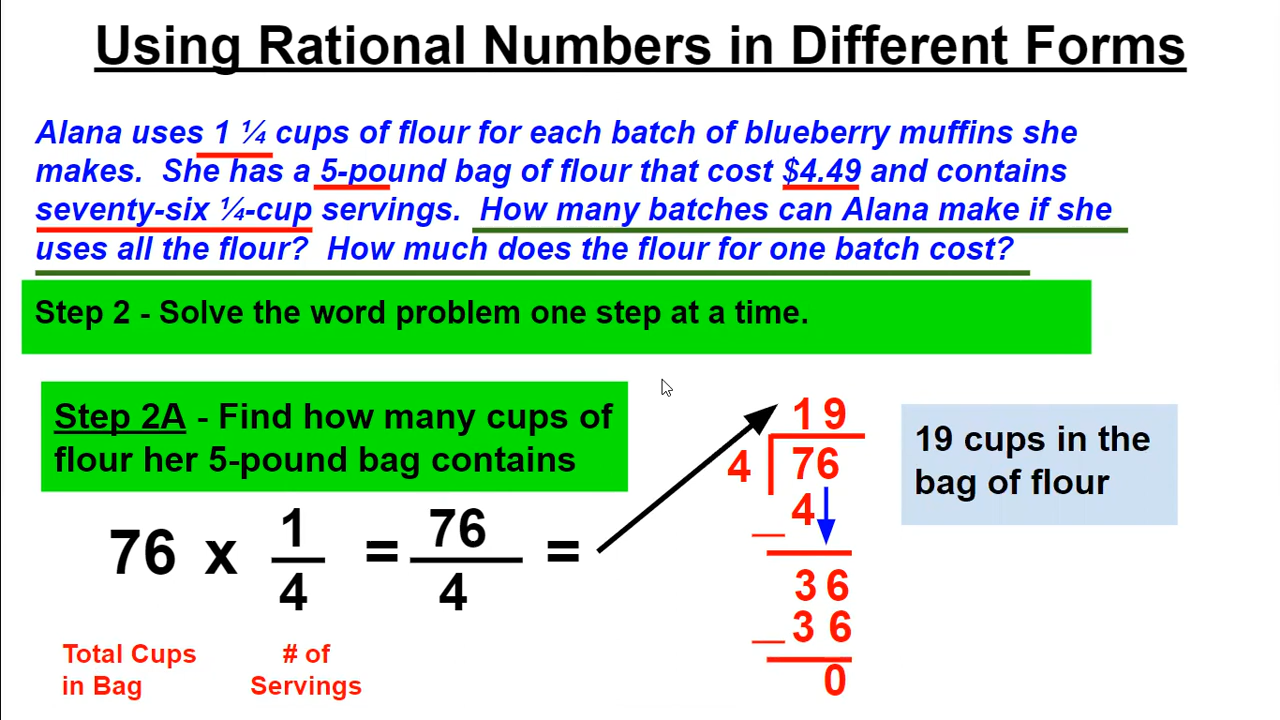 Using Rational Numbers in Different Forms
Alana uses 1 ¼ cups of flour for each batch of blueberry muffins she
makes. She has a 5-pound bag of flour that cost $4.49 and contains
seventy-six ¼-cup servings. How many batches can Alana make if she
uses all the flour? How much does the flour for one batch cost?
Step 2 - Solve the word problem one step at a time.
Step 2A - Find how many cups of
flour her 5-pound bag contains
76 x 1/4 = 76/4 =
Total Cups
in Bag
# of
Servings
19
4 76
_ 4
36
_ 36
0
19 cups in the
bag of flour